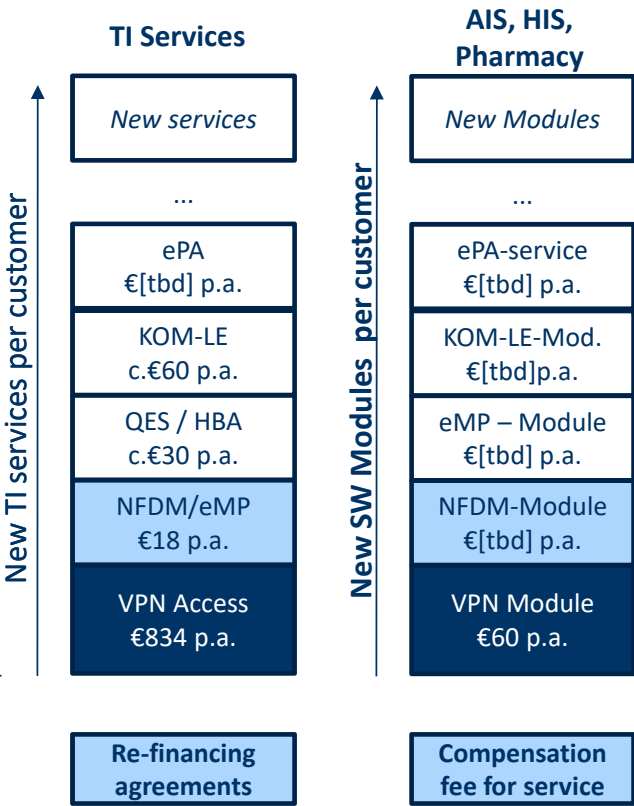 TI Services
New services
...
ePA
€[tbd] p.a.
KOM-LE
c.€60 p.a.
QES / HBA
c.€30 p.a.
NFDM/eMP
€18 p.a.
VPN Access
€834 p.a.
Re-financing
agreements
New TI services per customer
AIS, HIS,
Pharmacy
New Modules
...
ePA-service
€[tbd] p.a.
KOM-LE-Mod.
€[tbd]p.a.
eMP – Module
€[tbd] p.a.
NFDM-Module
€[tbd] p.a.
VPN Module
€60 p.a.
Compensation
fee for service
New SW Modules per customer